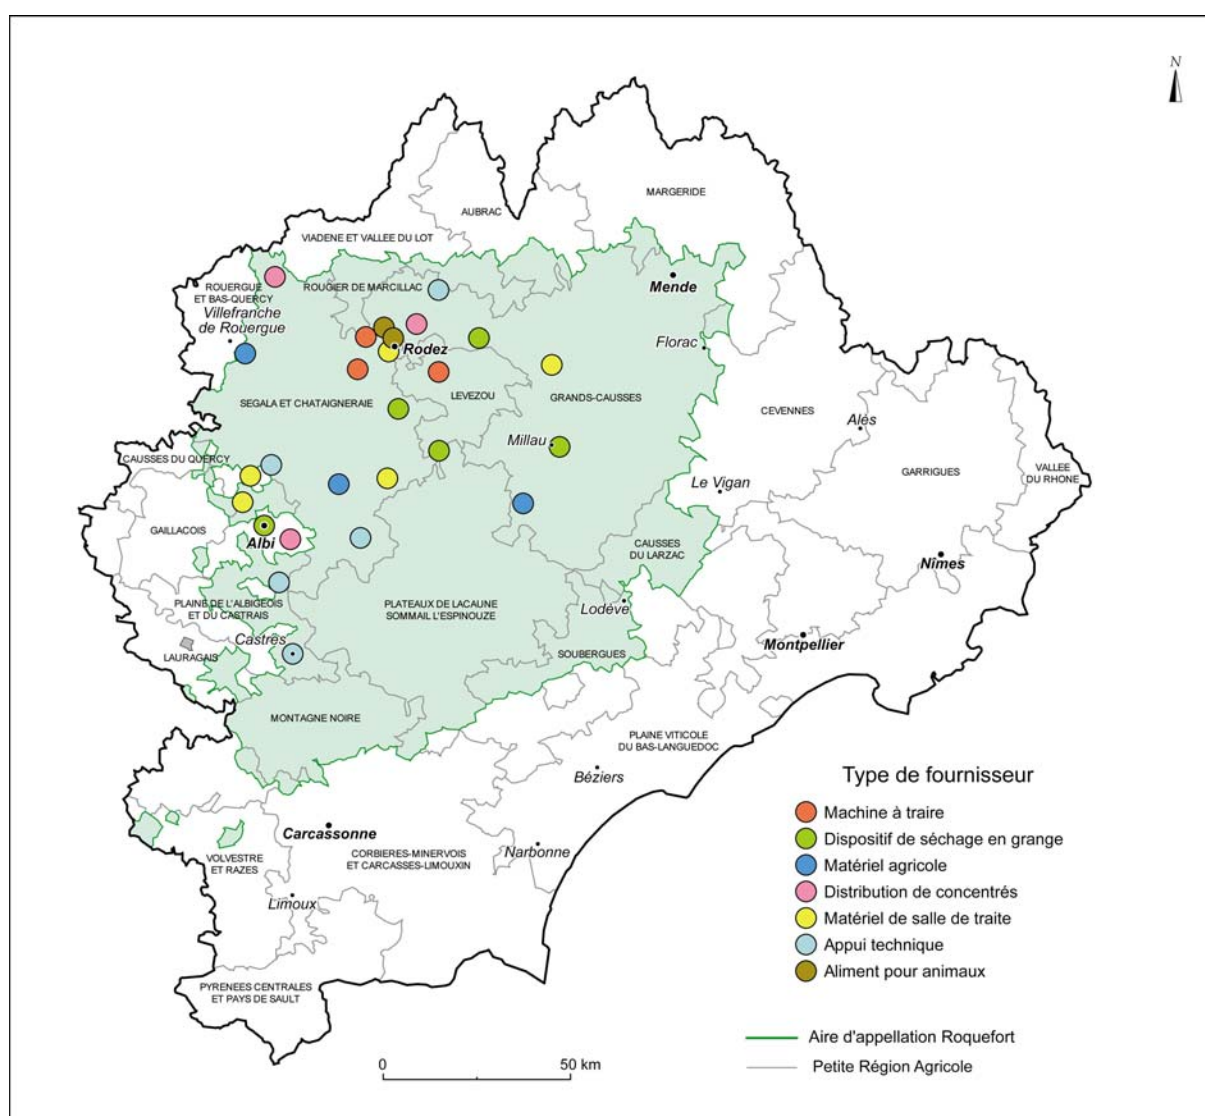 N
MARGERIDE
AUBRAC
VIADENE ET VALLEE DU LOT
ROUERGUE
ET BAS-QUERCY
ROUGIER DE MARCILLAC
Mende
Villefranche
de Rouergue
Rodez
Florac
SEGALA ET CHATAIGNERAIE
LEVEZOU
GRANDS-CAUSSES
CEVENNES
Alès
Millau
CAUSSES DU QUERCY
GARRIGUES
VALLEE
DU RHONE
Le Vigan
GAILLACOIS
Albi
CAUSSES
DU LARZAC
Nîmes
PLAINE DE L'ALBIGEOIS
ET DU CASTRAIS
PLATEAUX DE LACAUNE
SOMMAIL L'ESPINOUZE
Lodève
Castres
Montpellier
LAURAGAIS
SOUBERGUES
MONTAGNE NOIRE
PLAINE VITICOLE
DU BAS-LANGUEDOC
Béziers
Carcassonne
Narbonne
VOLVESTRE
ET RAZES
CORBIERES-MINERVOIS
ET CARCASSES-LIMOUXIN
Limoux
PYRENEES CENTRALES
ET PAYS DE SAULT
Type de fournisseur
Machine à traire
Dispositif de séchage en grange
Matériel agricole
Distribution de concentrés
Matériel de salle de traite
Appui technique
Aliment pour animaux
Aire d'appellation Roquefort
Petite Région Agricole
0 50 km